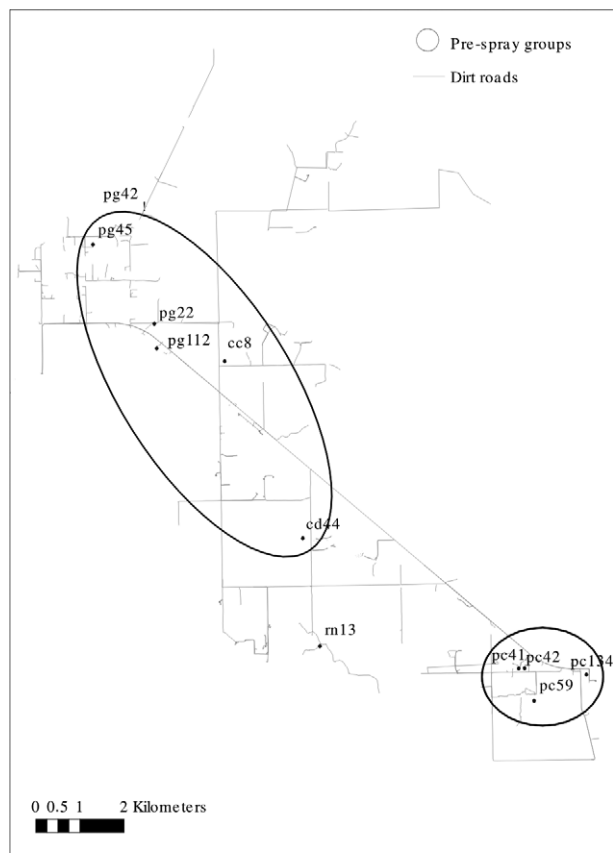 Pre-spray groups
Dirt roads
pg42
pg45
pg22
pg112
cc8
cd44
rn13
pc41 pc42 pc134
pc59
0 0.5 1 2 Kilometers